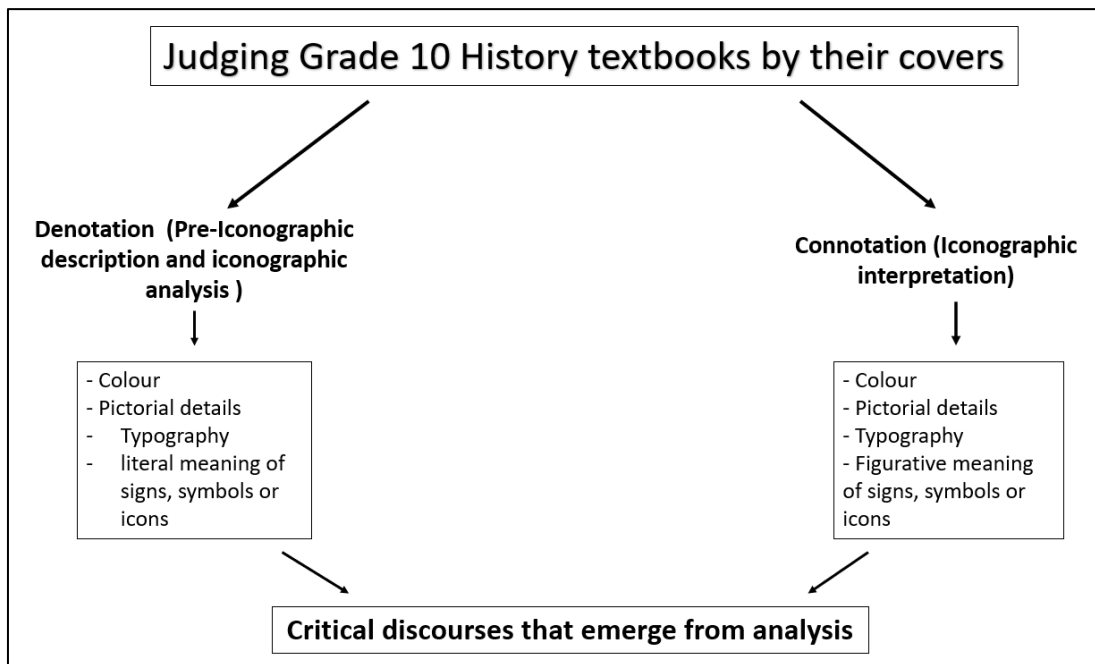 Judging Grade 10 History textbooks by their covers
Denotation (Pre-Iconographic
description and iconographic
analysis )
- Colour
- Pictorial details
- Typography
- literal meaning of
signs, symbols or
icons
Connotation (Iconographic
interpretation)
- Colour
- Pictorial details
- Typography
- Figurative meaning
of signs, symbols or
icons
Critical discourses that emerge from analysis